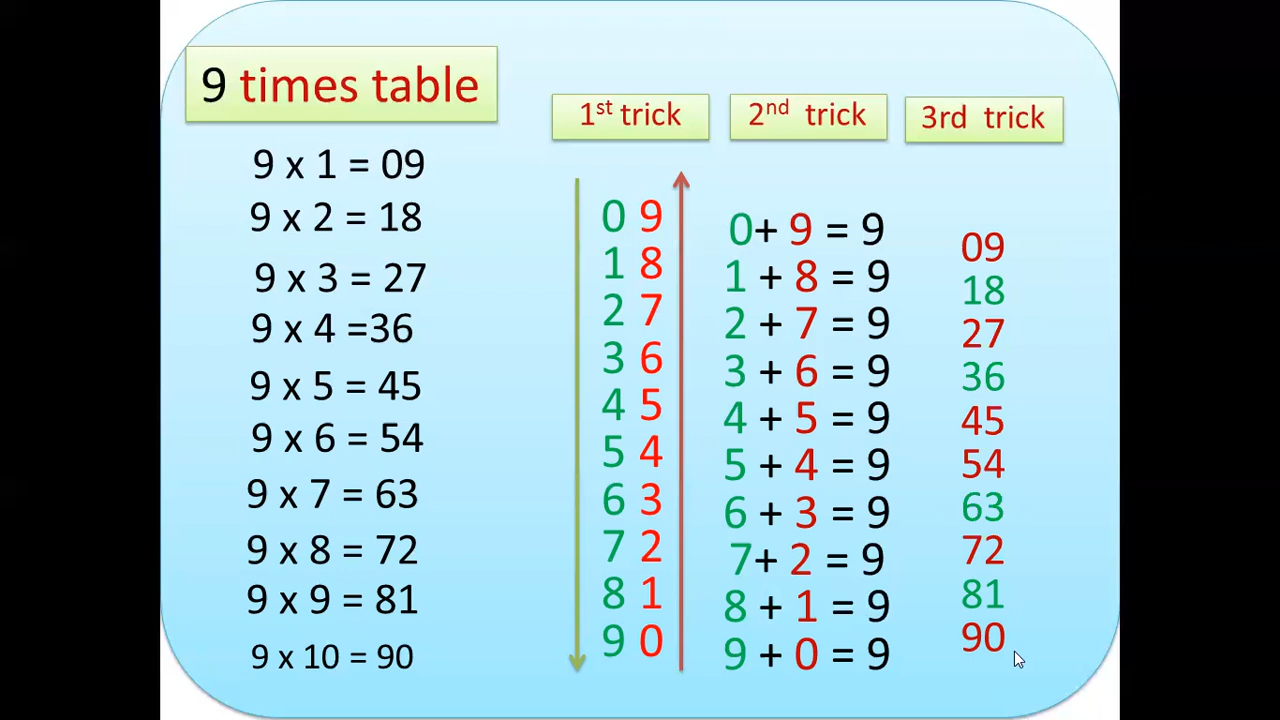 9 times table
9 x 1 = 09
9 x 2 = 18
9 x 3 = 27
9 x 4 =36
9 x 5 = 45
9 x 6 = 54
9 x 7 = 63
9 x 8 = 72
9 x 9 = 81
9 x 10 = 90
1st trick
0 9
1 8
2 7
3 6
4 5
5 4
6 3
7 2
8 1
9 0
2nd trick
0+ 9 = 9
1 + 8 = 9
2 + 7 = 9
3 + 6 = 9
4 + 5 = 9
5 + 4 = 9
6 + 3 = 9
7+ 2 = 9
8 + 1 = 9
9 + 0 = 9
3rd trick
09
18
27
36
45
54
63
72
81
90